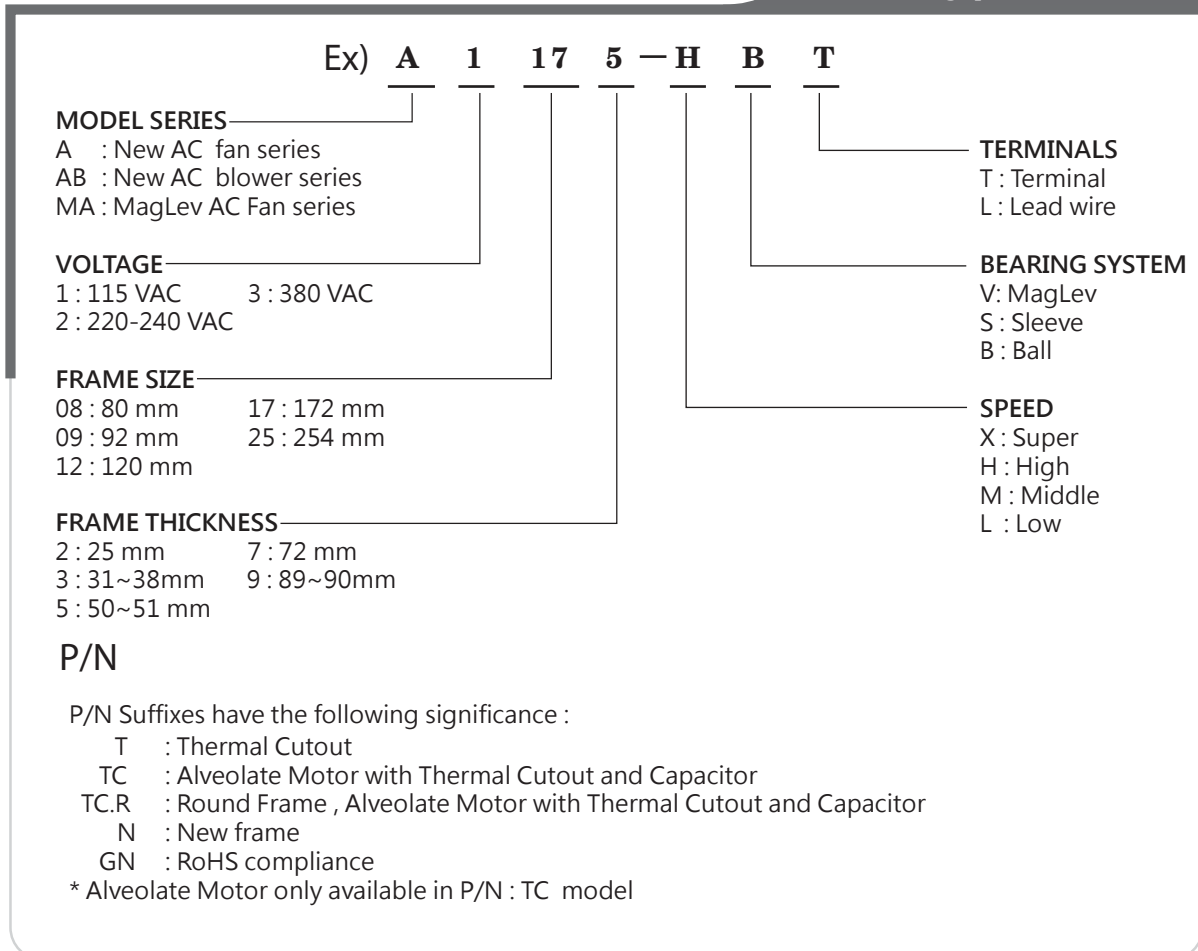 Ex) A 1 17 5 — H B T
MODEL SERIES
A : New AC fan series
AB : New AC blower series
MA : MagLev AC Fan series
VOLTAGE
1 : 115 VAC 3 : 380 VAC
2 : 220-240 VAC
FRAME SIZE
08 : 80 mm 17 : 172 mm
09 : 92 mm 25 : 254 mm
12 : 120 mm
FRAME THICKNESS
2 : 25 mm 7 : 72 mm
3 : 31~38mm 9 : 89~90mm
5 : 50~51 mm
TERMINALS
T : Terminal
L : Lead wire
BEARING SYSTEM
V: MagLev
S : Sleeve
B : Ball
SPEED
X : Super
H : High
M : Middle
L : Low
P/N
P/N Suffixes have the following significance :
T : Thermal Cutout
TC : Alveolate Motor with Thermal Cutout and Capacitor
TC.R : Round Frame , Alveolate Motor with Thermal Cutout and Capacitor
N : New frame
GN : RoHS compliance
* Alveolate Motor only available in P/N : TC model